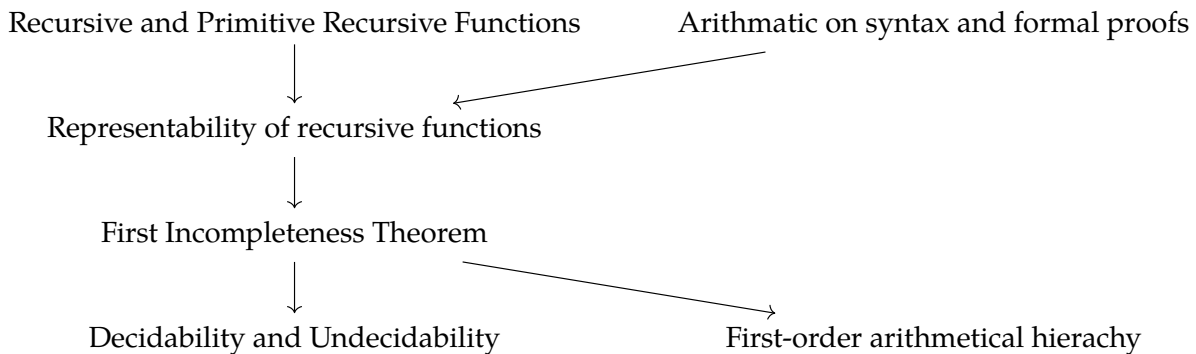 Recursive and Primitive Recursive Functions
Arithmatic on syntax and formal proofs
Representability of recursive functions
First Incompleteness Theorem
Decidability and Undecidability
First-order arithmetical hierachy